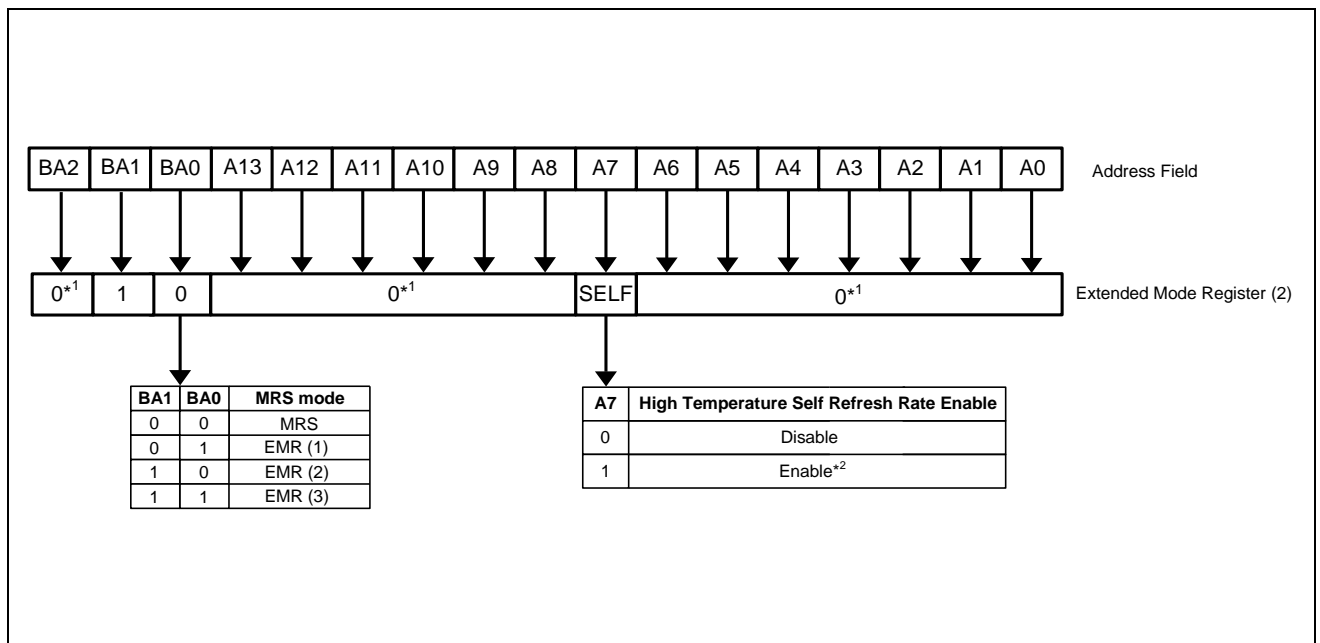 BA2 BA1 BA0 A13 A12 A11 A10 A9 A8 A7 A6 A5 A4 A3 A2 A1 A0 Address Field
0*1 1 0 0*1 SELF 0*1 Extended Mode Register (2)
BA1 BA0 MRS mode
0 0 MRS
0 1 EMR (1)
1 0 EMR (2)
1 1 EMR (3)
A7 High Temperature Self Refresh Rate Enable
0 Disable
1 Enable*2